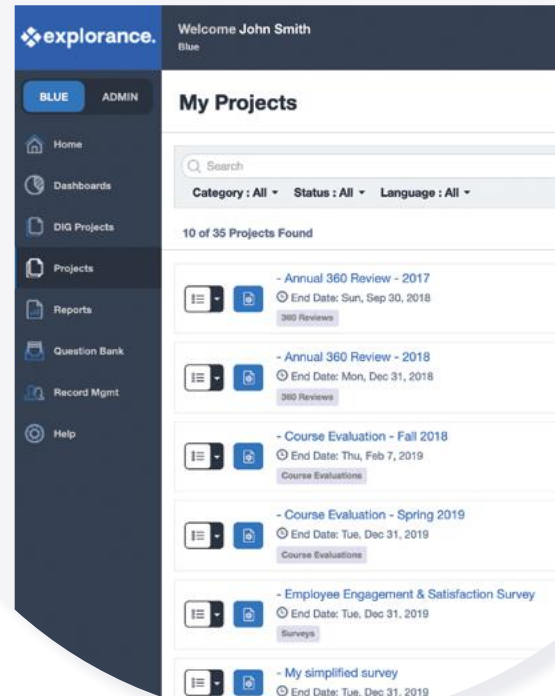 explorance.
Welcome John Smith
Blue
BLUE ADMIN
Home
Dashboards
DIG Projects
Projects
Reports
Question Bank
Record Mgmt
Help
My Projects
Search
Category : All Status : All Language : All
10 of 35 Projects Found
- Annual 360 Review - 2017
End Date: Sun, Sep 30, 2018
360 Reviews
- Annual 360 Review - 2018
End Date: Mon, Dec 31, 2018
360 Reviews
- Course Evaluation - Fall 2018
End Date: Thu, Feb 7, 2019
Course Evaluations
- Course Evaluation - Spring 2019
End Date: Tue, Dec 31, 2019
Course Evaluations
- Employee Engagement & Satisfaction Survey
End Date: Tue, Dec 31, 2019
Surveys
- My simplified survey
End Date: Tue, Dec 31, 2019